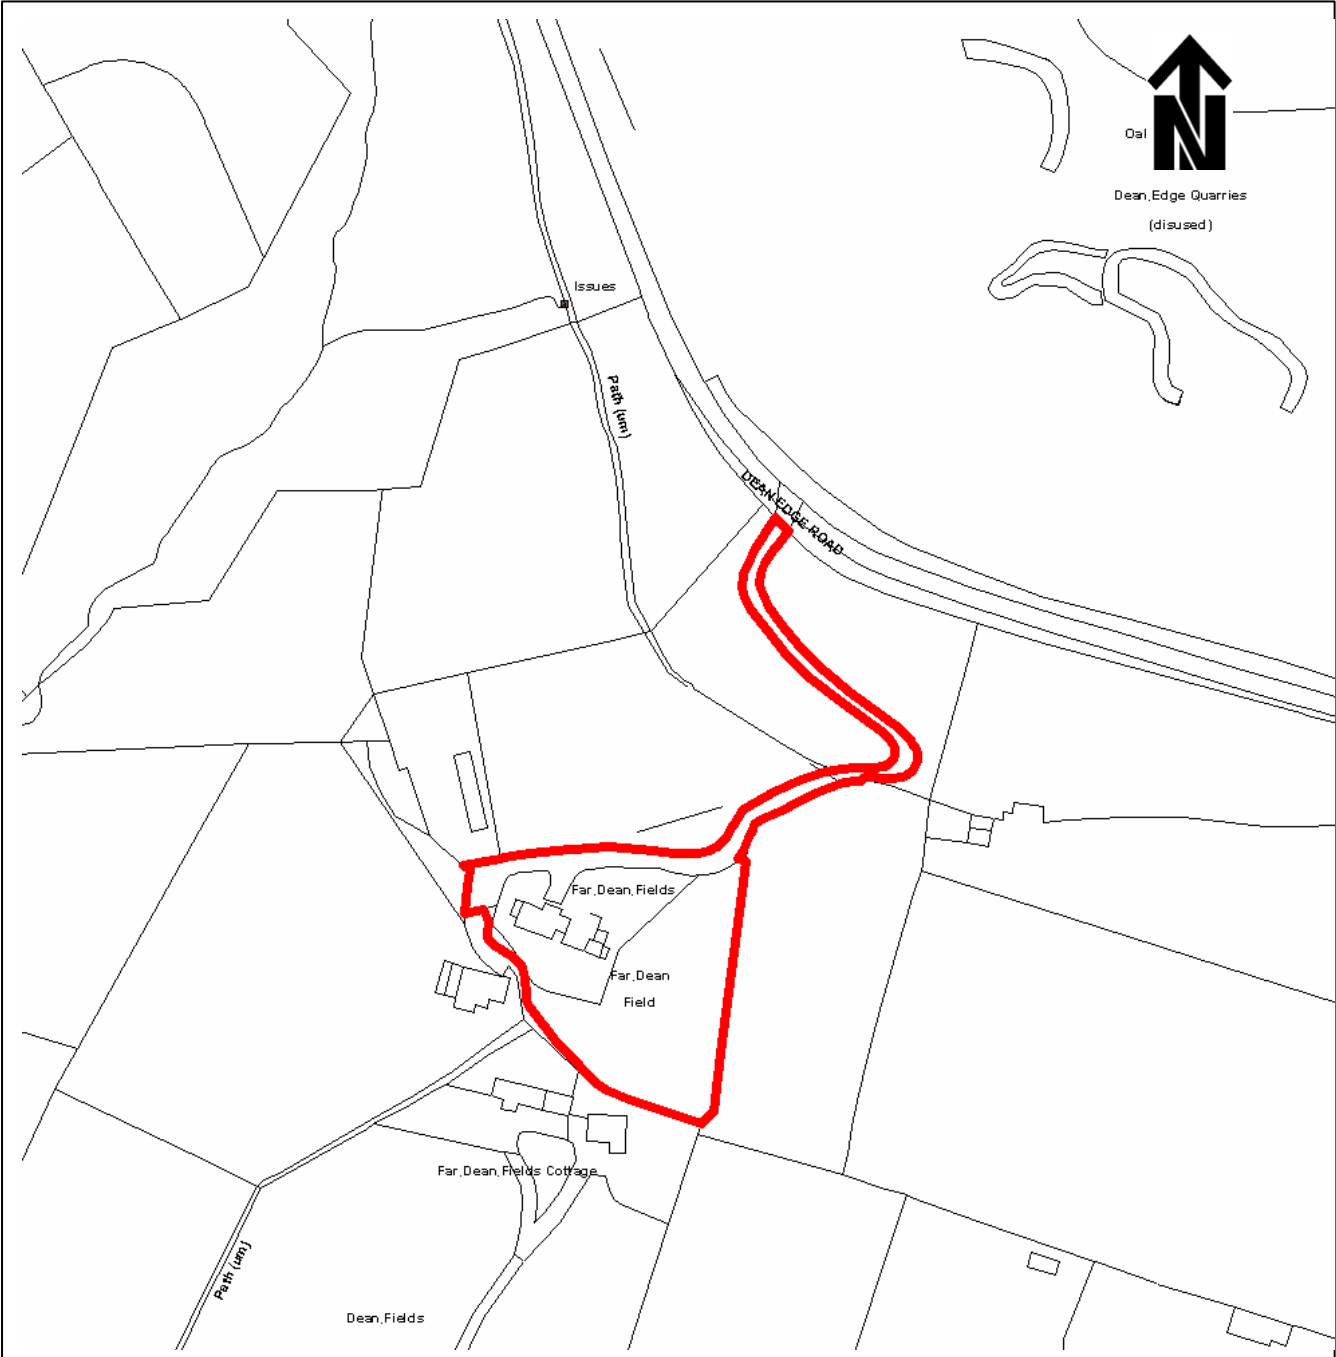 N
Oal
Dean,Edge Quarries
(disused)
Issues
Path (um)
DEAN EDGE ROAD
Far,Dean,Fields
Far,Dean
Field
Far,Dean,Fields Cottage
Path (um)
Dean,Fields